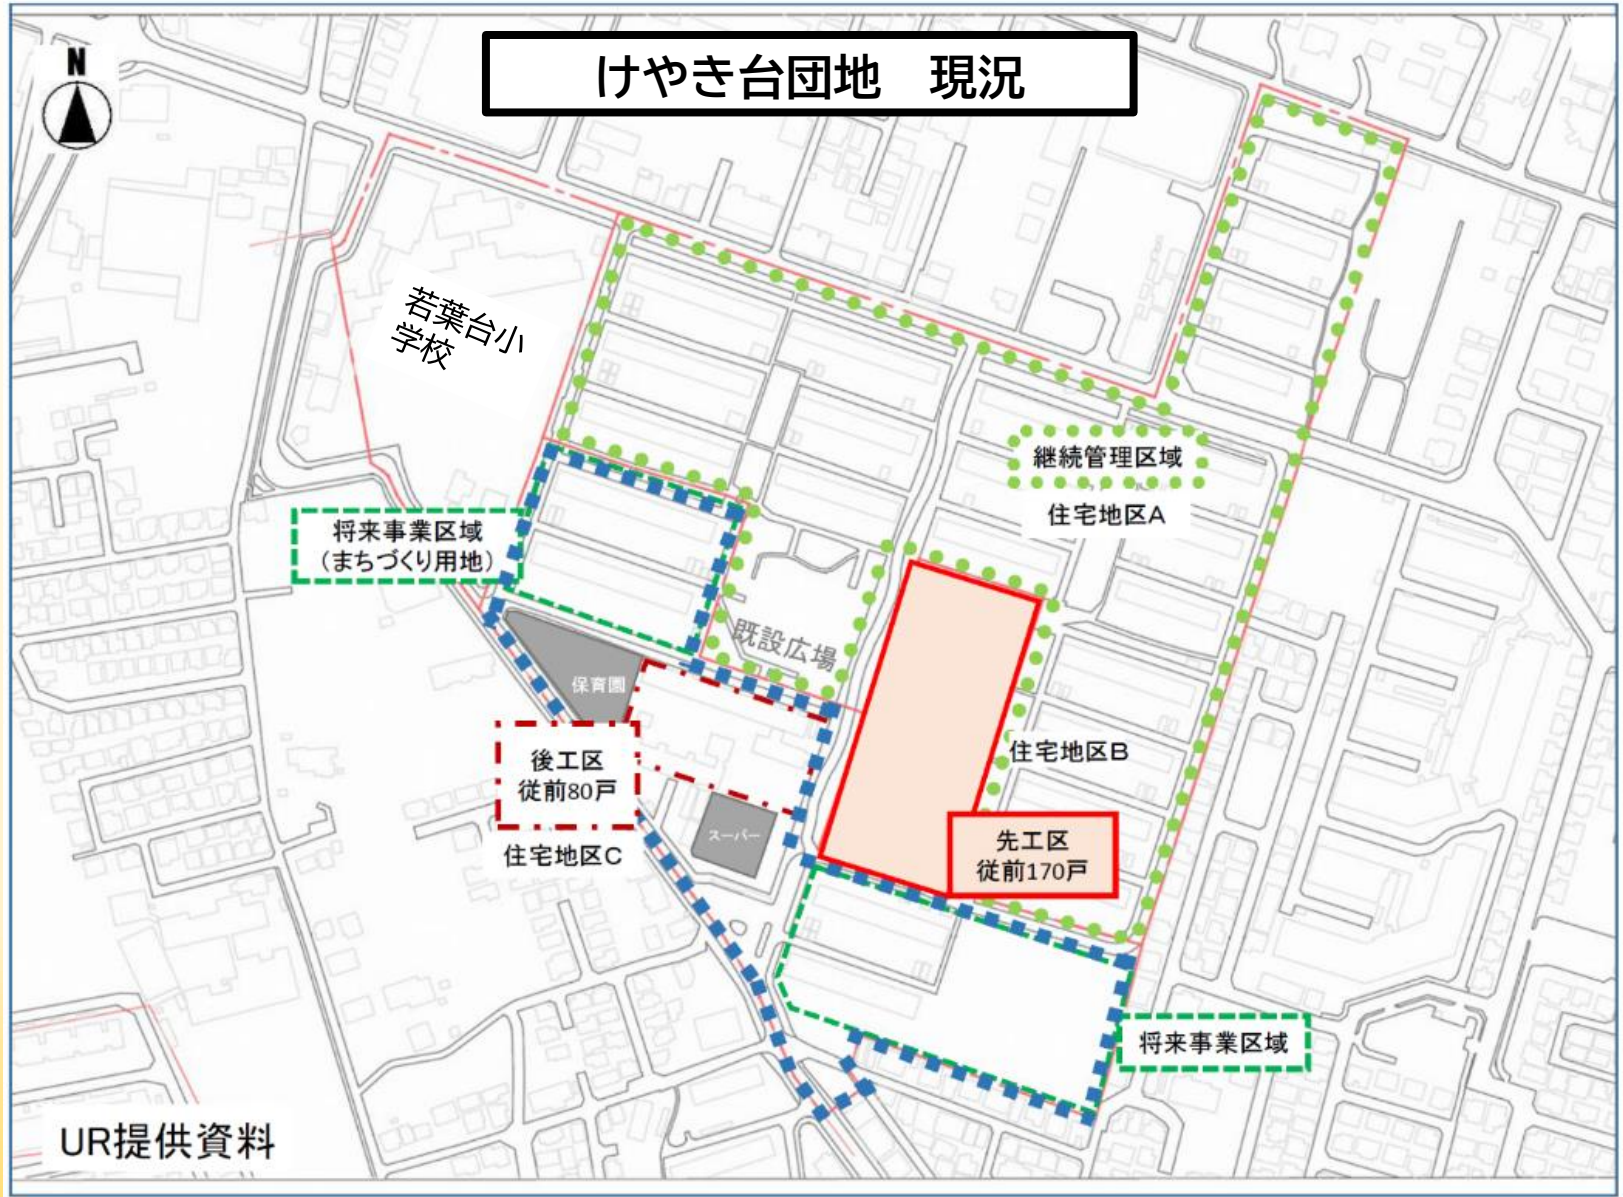 けやき台団地　現況
N
若葉台小
学校
継続管理区域
住宅地区A
将来事業区域
（まちづくり用地）
既設広場
保育園
後工区
従前80戸
住宅地区B
スーパー
先工区
従前170戸
住宅地区C
将来事業区域
UR提供資料